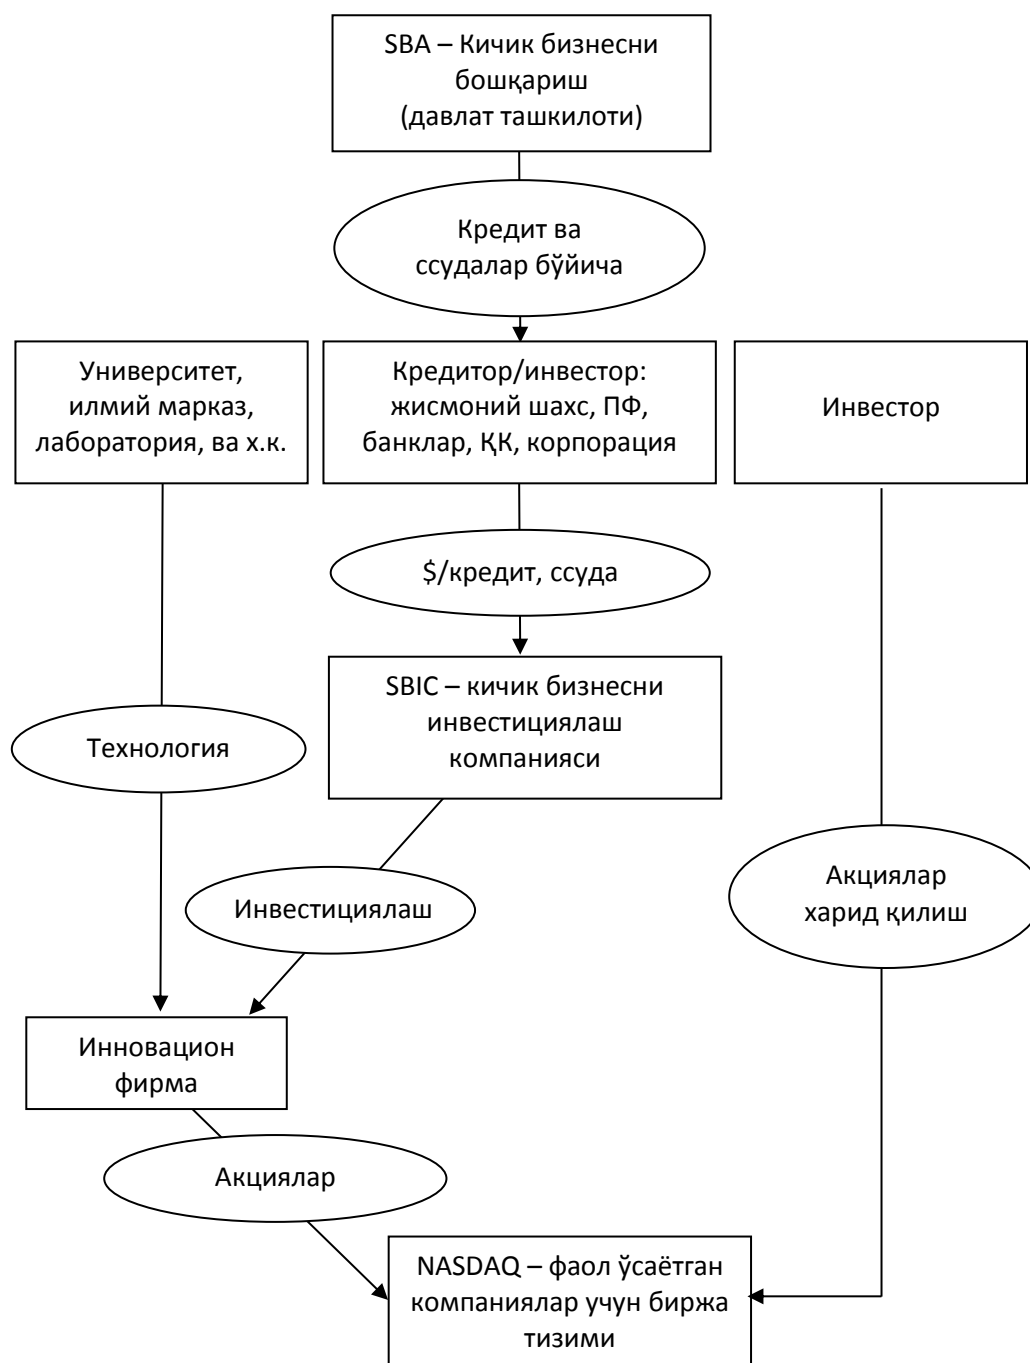 SBA – Кичик бизнесни
бошқариш
(давлат ташкилоти)
Кредит ва
ссудалар бўйича
Университет,
илмий марказ,
лаборатория, ва х.к.
Кредитор/инвестор:
жисмоний шахс, ПФ,
банклар, ҚК, корпорация
Инвестор
$/кредит, ссуда
SBIC – кичик бизнесни
инвестициялаш
компанияси
Технология
Инвестициялаш
Акциялар
харид қилиш
Инновацион
фирма
Акциялар
NASDAQ – фаол ўсаётган
компаниялар учун биржа
тизими